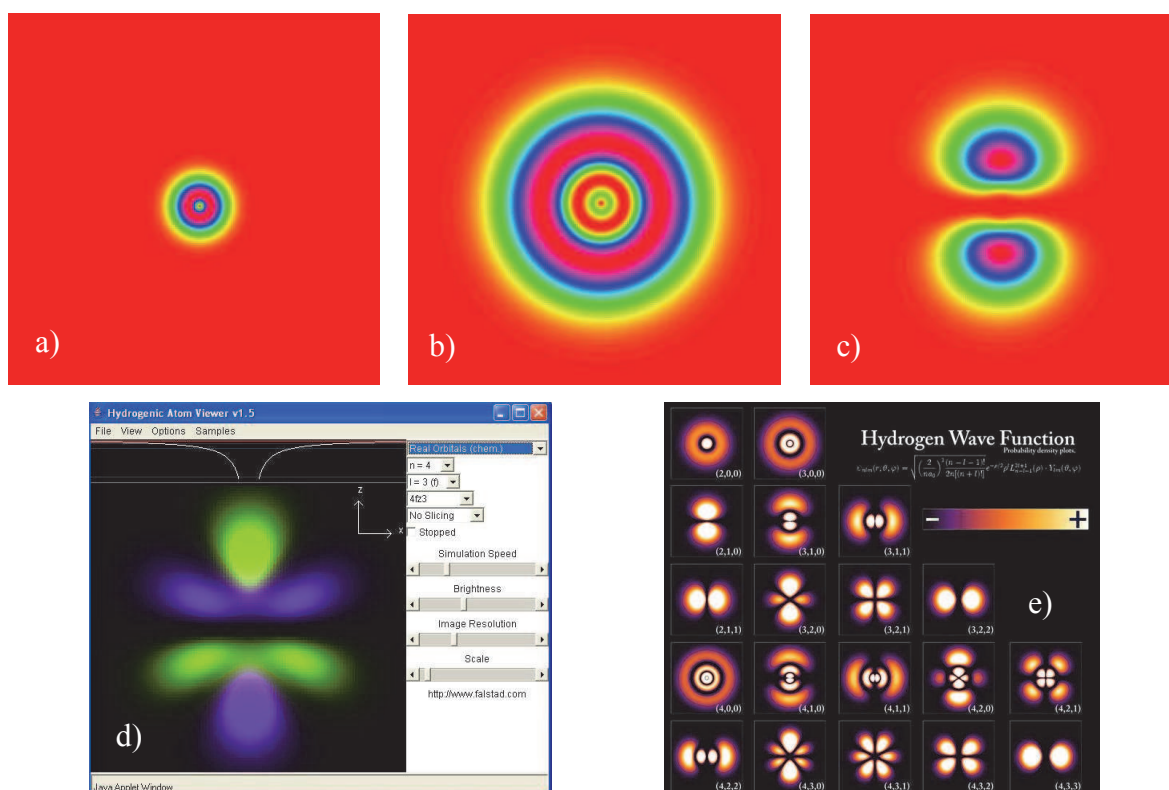 a)
b)
c)
Hydrogenic Atom Viewer v1.5
File View Options Samples
Real Orbitals (chem.)
n = 4
l = 3 (f)
4fz3
No Slicing
Stopped
Simulation Speed
Brightness
Image Resolution
Scale
http://www.falstad.com
z
x
d)
Java Applet Window
Hydrogen Wave Function
Probability density plots.
(2,0,0) (3,0,0)
(2,1,0) (3,1,0) (3,1,1)
− +
(2,1,1) (3,2,0) (3,2,1) (3,2,2)
e)
(4,0,0) (4,1,0) (4,1,1) (4,2,0) (4,2,1)
(4,2,2) (4,3,0) (4,3,1) (4,3,2) (4,3,3)